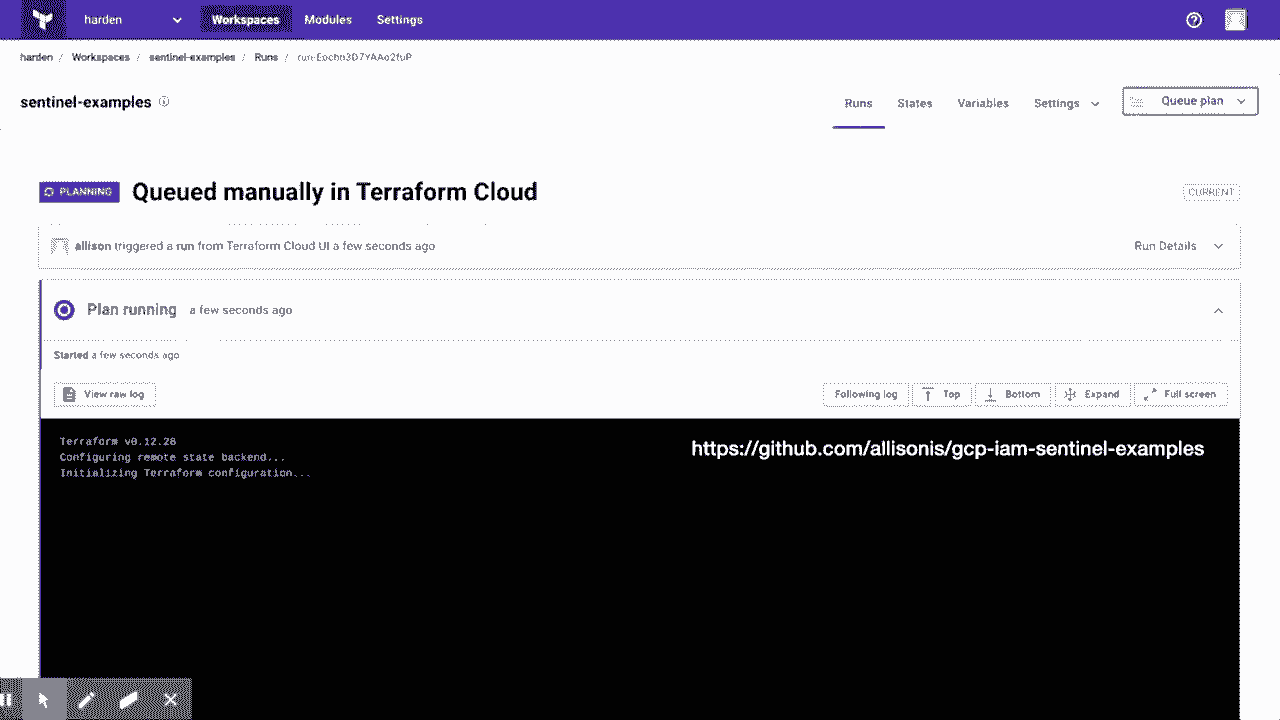 harden
Workspaces
Modules
Settings
harden / Workspaces / sentinel-examples / Runs /
sentinel-examples
Runs
States
Variables
Settings
Queue plan
PLANNING
Queued manually in Terraform Cloud
CURRENT
allison triggered a run from Terraform Cloud UI a few seconds ago
Run Details
Plan running a few seconds ago
Started a few seconds ago
View raw log
Following log
Top
Bottom
Expand
Full screen
Terraform v0.12.28
https://github.com/allisonis/gcp-iam-sentinel-examples
Configuring remote state backend...
Initializing Terraform configuration...